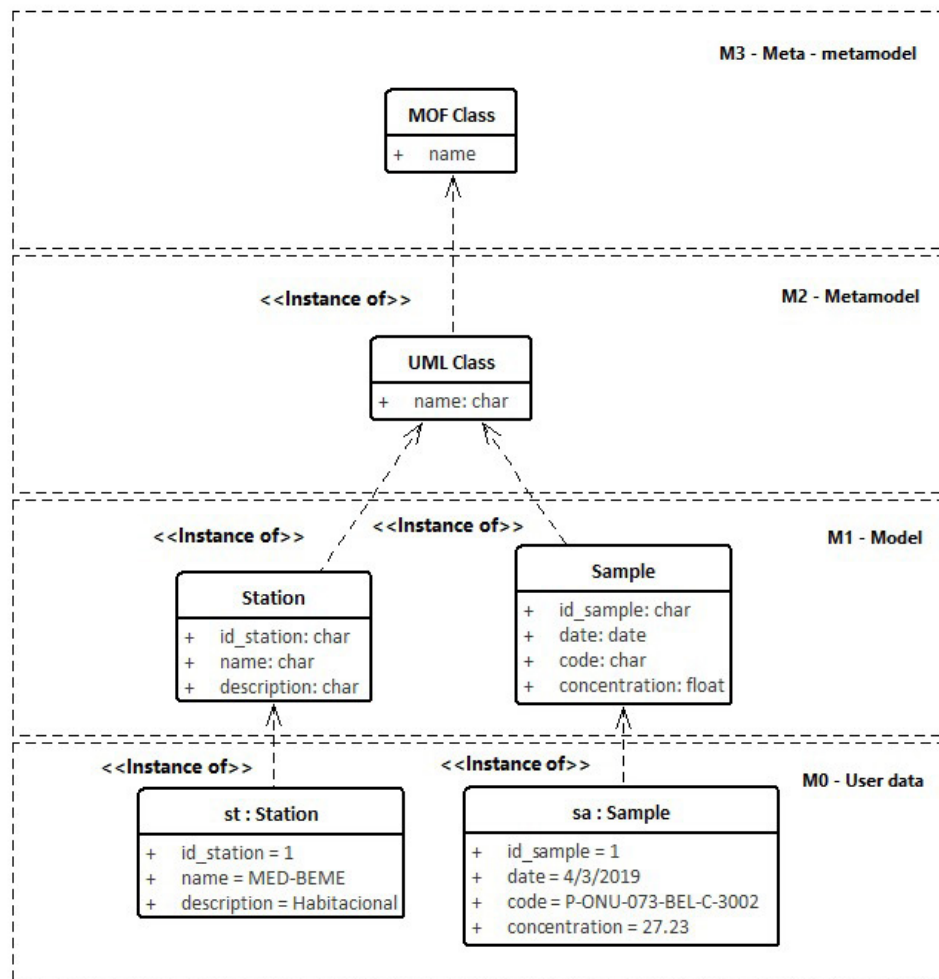 M3 - Meta - metamodel
MOF Class
+ name
M2 - Metamodel
<<Instance of>>
UML Class
+ name: char
M1 - Model
<<Instance of>>
<<Instance of>>
Station
+ id_station: char
+ name: char
+ description: char
Sample
+ id_sample: char
+ date: date
+ code: char
+ concentration: float
M0 - User data
<<Instance of>>
<<Instance of>>
st : Station
+ id_station = 1
+ name = MED-BEME
+ description = Habitacional
sa : Sample
+ id_sample = 1
+ date = 4/3/2019
+ code = P-ONU-073-BEL-C-3002
+ concentration = 27.23